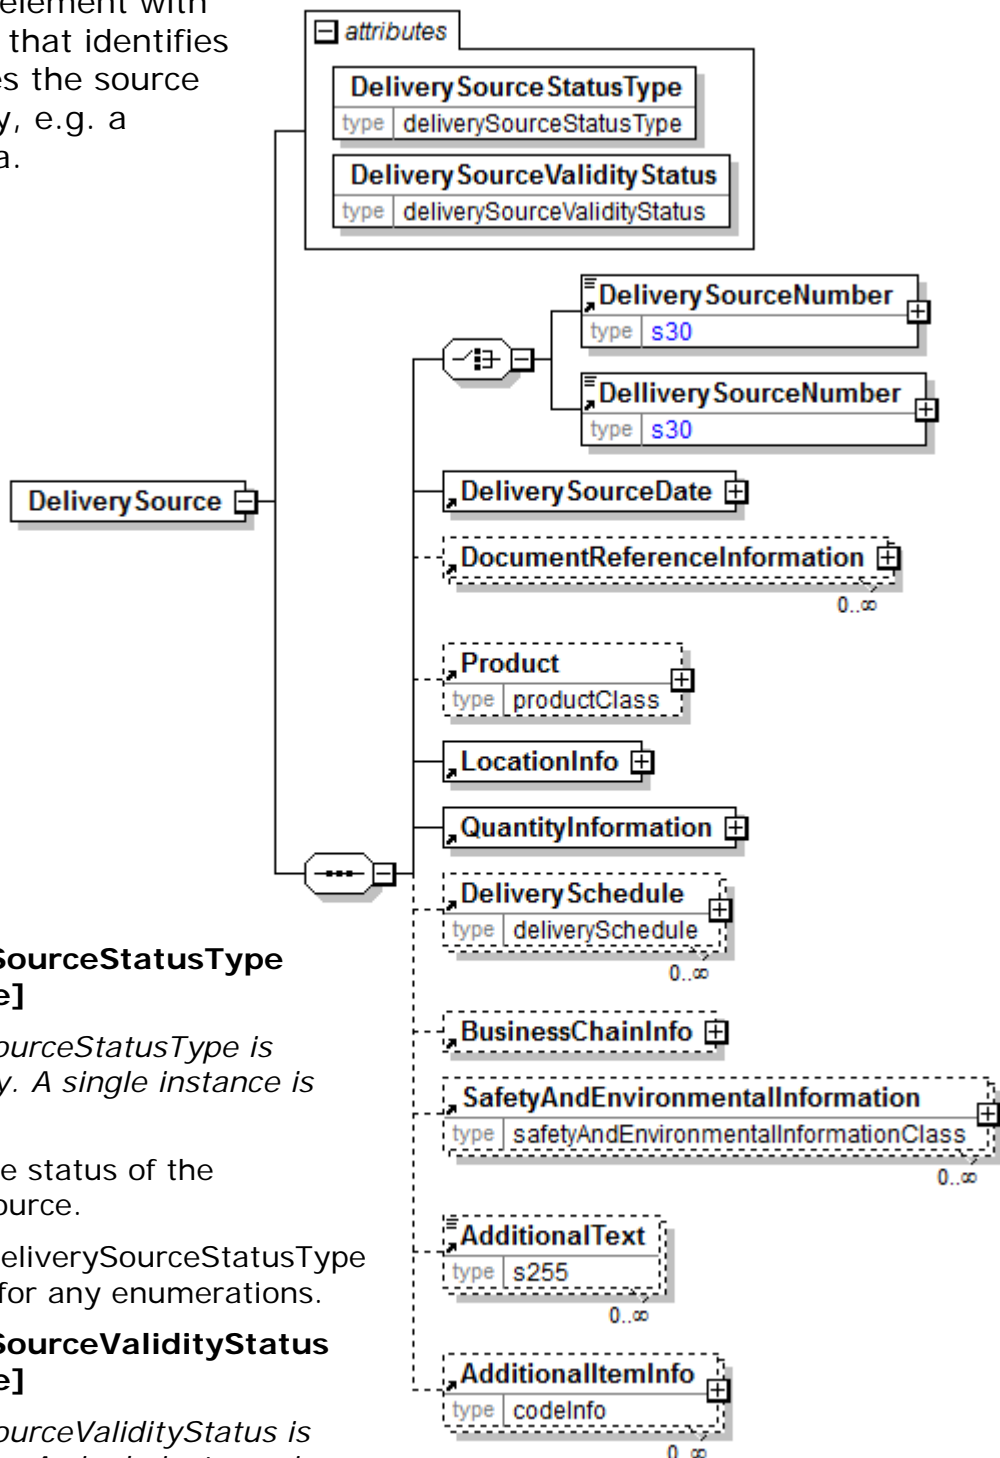 element with
that identifies
es the source
y, e.g. a
a.
attributes
DeliverySourceStatusType
type deliverySourceStatusType
DeliverySourceValidityStatus
type deliverySourceValidityStatus
DeliverySourceNumber
type s30
DelliverySourceNumber
type s30
DeliverySource
DeliverySourceDate
DocumentReferenceInformation
0..∞
Product
type productClass
LocationInfo
QuantityInformation
DeliverySchedule
type deliverySchedule
0..∞
BusinessChainInfo
SafetyAndEnvironmentalInformation
type safetyAndEnvironmentalInformationClass
0..∞
AdditionalText
type s255
0..∞
AdditionalItemInfo
type codeInfo
0..∞
SourceStatusType
e]
ourceStatusType is
y. A single instance is
e status of the
ource.
eliverySourceStatusType
for any enumerations.
SourceValidityStatus
e]
ourceValidityStatus is